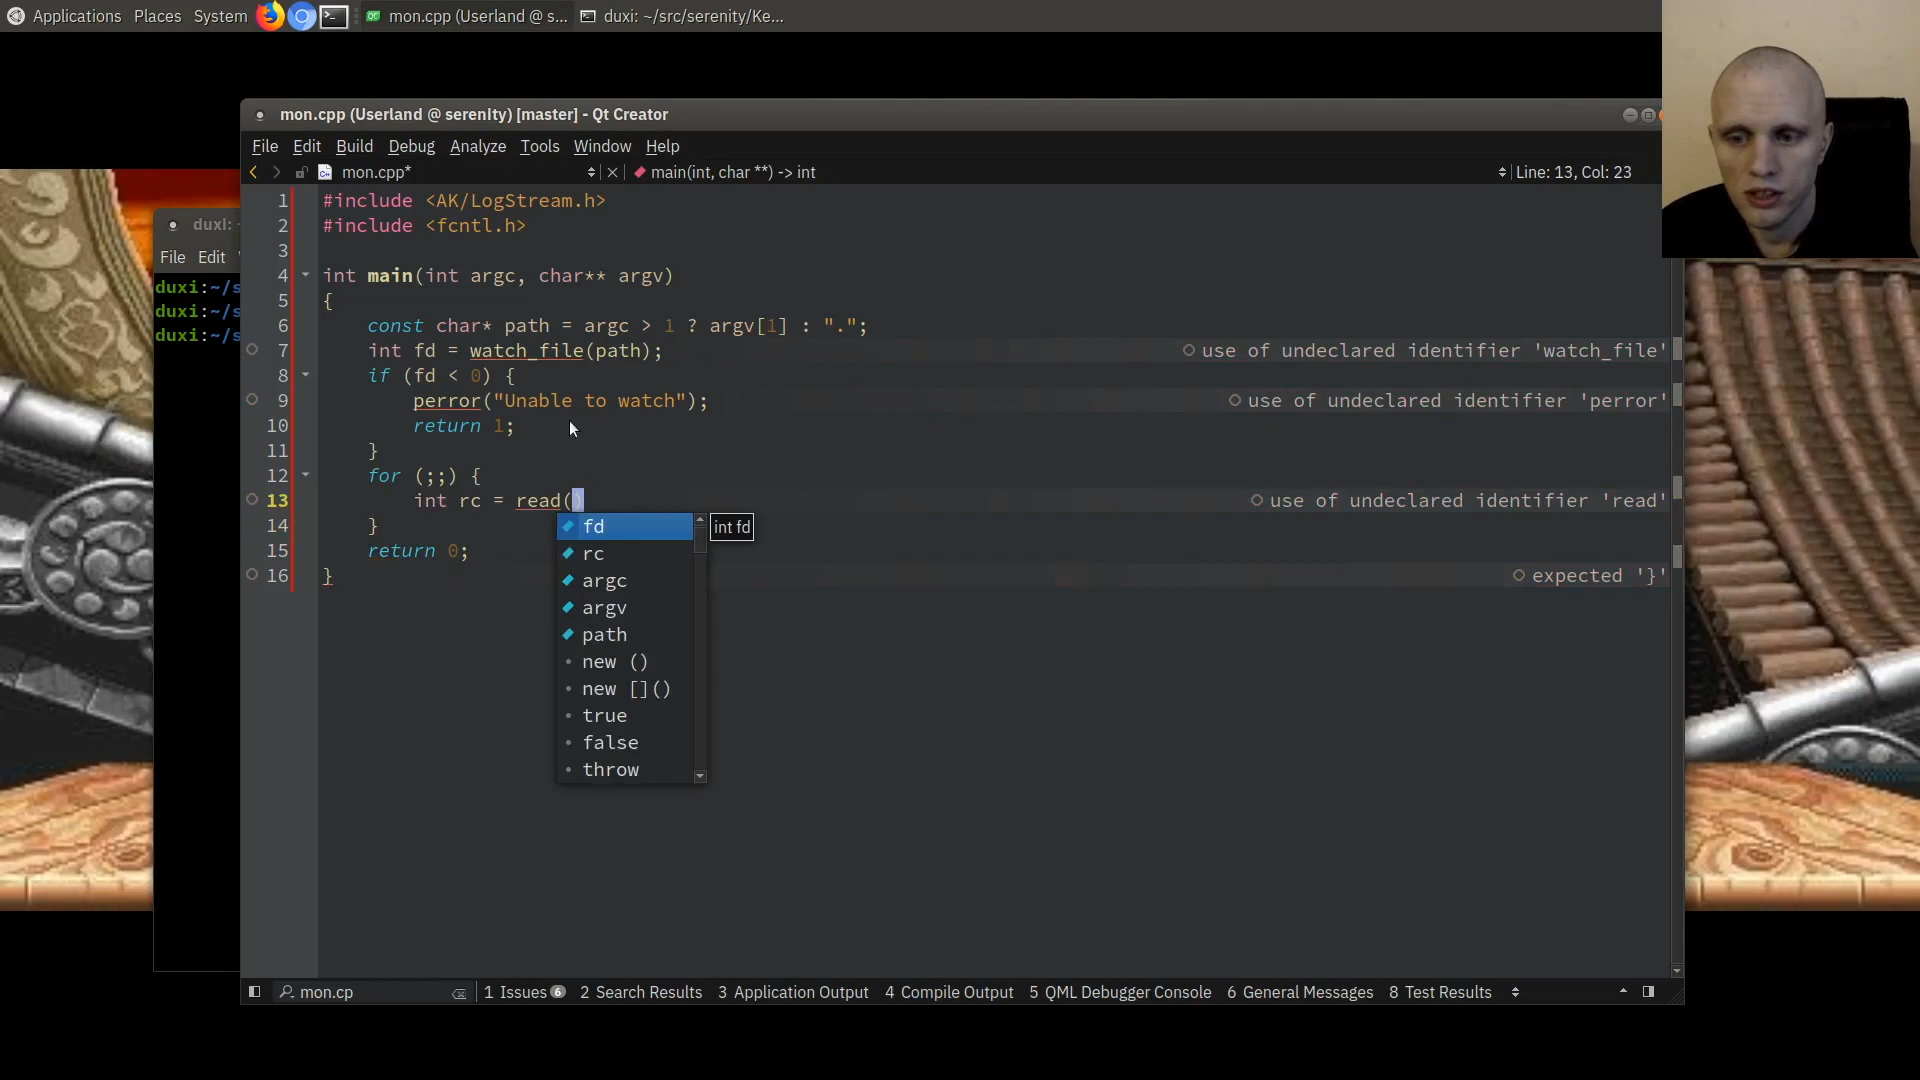 Applications Places System mon.cpp (Userland @ s... duxi: ~/src/serenity/Ke...
mon.cpp (Userland @ serenity) [master] - Qt Creator
File Edit Build Debug Analyze Tools Window Help
mon.cpp* main(int, char **) -> int Line: 13, Col: 23
duxi:
File Edit
duxi:~/s
duxi:~/s
duxi:~/s
1 #include <AK/LogStream.h>
2 #include <fcntl.h>
3
4 int main(int argc, char** argv)
5 {
6 const char* path = argc > 1 ? argv[1] : ".";
7 int fd = watch_file(path); use of undeclared identifier 'watch_file'
8 if (fd < 0) {
9 perror("Unable to watch"); use of undeclared identifier 'perror'
10 return 1;
11 }
12 for (;;) {
13 int rc = read() use of undeclared identifier 'read'
14 }
15 return 0;
16 } expected '}'
fd int fd
rc
argc
argv
path
new ()
new []()
true
false
throw
mon.cp 1 Issues 6 2 Search Results 3 Application Output 4 Compile Output 5 QML Debugger Console 6 General Messages 8 Test Results